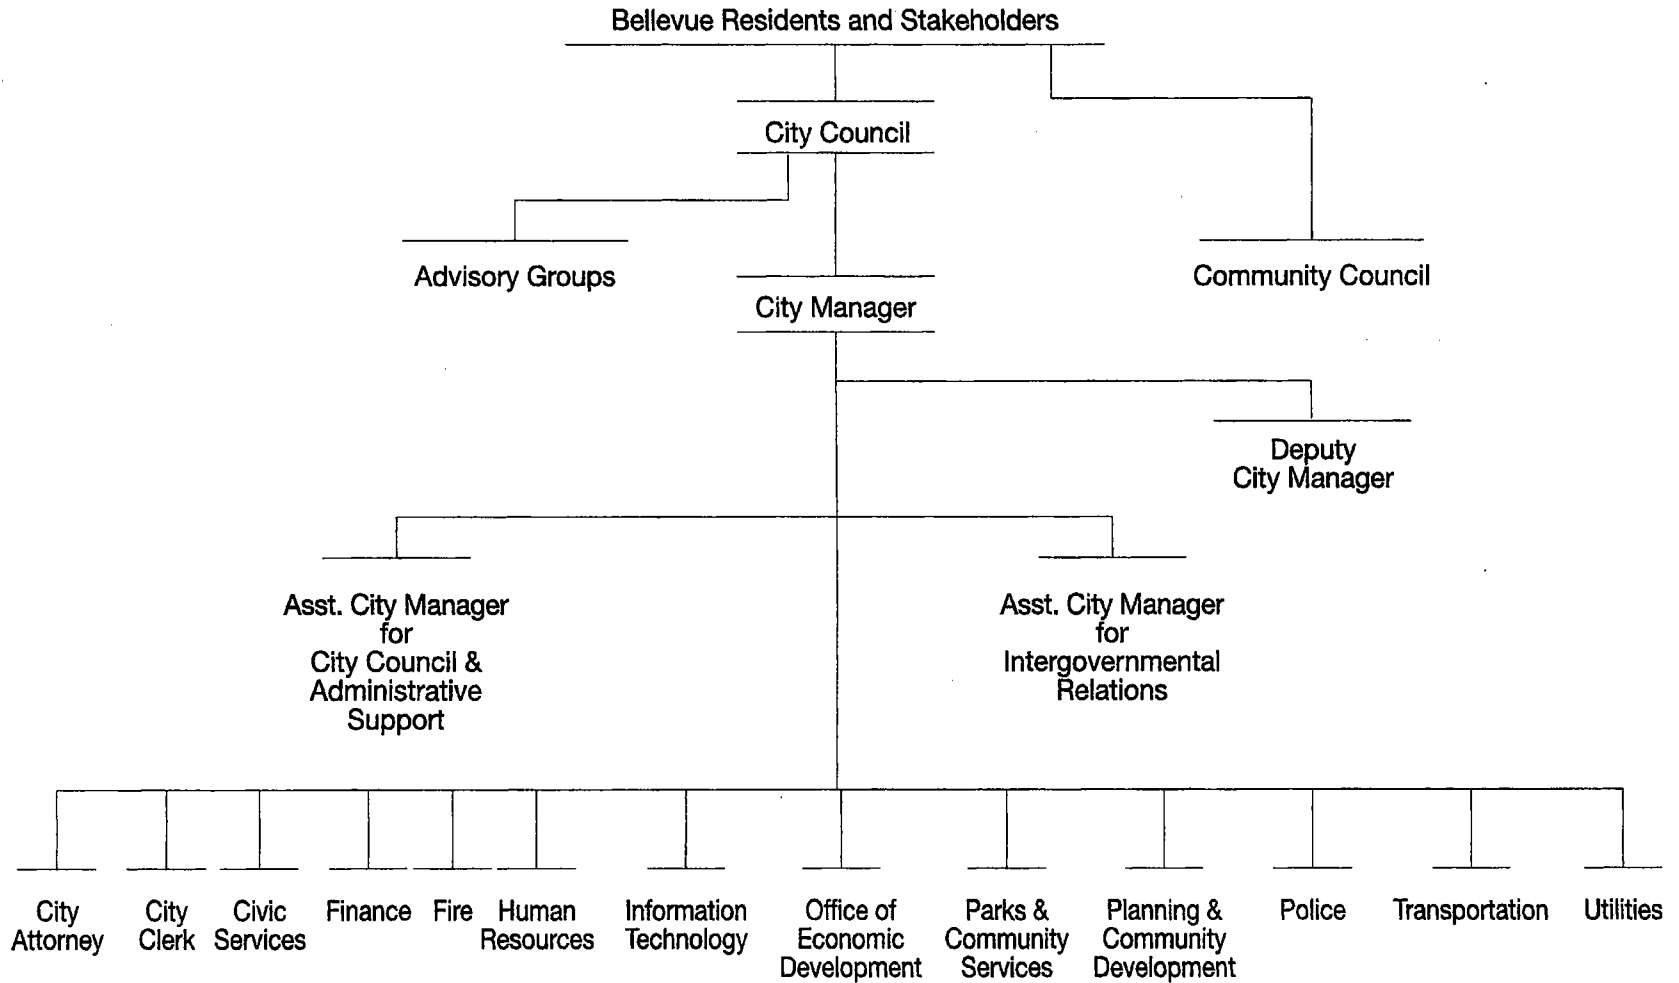 Bellevue Residents and Stakeholders
City Council
Advisory Groups
Community Council
City Manager
Deputy
City Manager
Asst. City Manager
for
City Council &
Administrative
Support
Asst. City Manager
for
Intergovernmental
Relations
City
Attorney
City
Clerk
Civic
Services
Finance
Fire
Human
Resources
Information
Technology
Office of
Economic
Development
Parks &
Community
Services
Planning &
Community
Development
Police
Transportation
Utilities